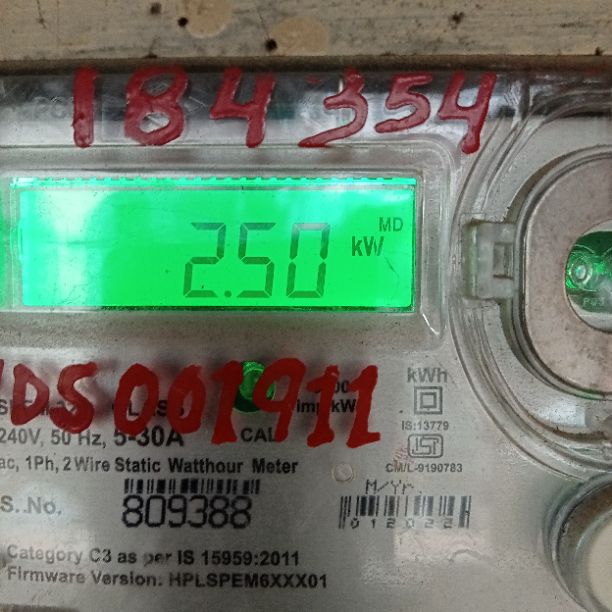 184354
MD
2.50 kW
DS001911
kWh
imp/kW
IS:13779
240V, 50 Hz, 5-30A
CAL
CM/L-9190783
ac, 1Ph, 2 Wire Static Watthour Meter
M/Yr.
S..No.
809388
012022
Category C3 as per IS 15959:2011
Firmware Version: HPLSPEM6XXX01